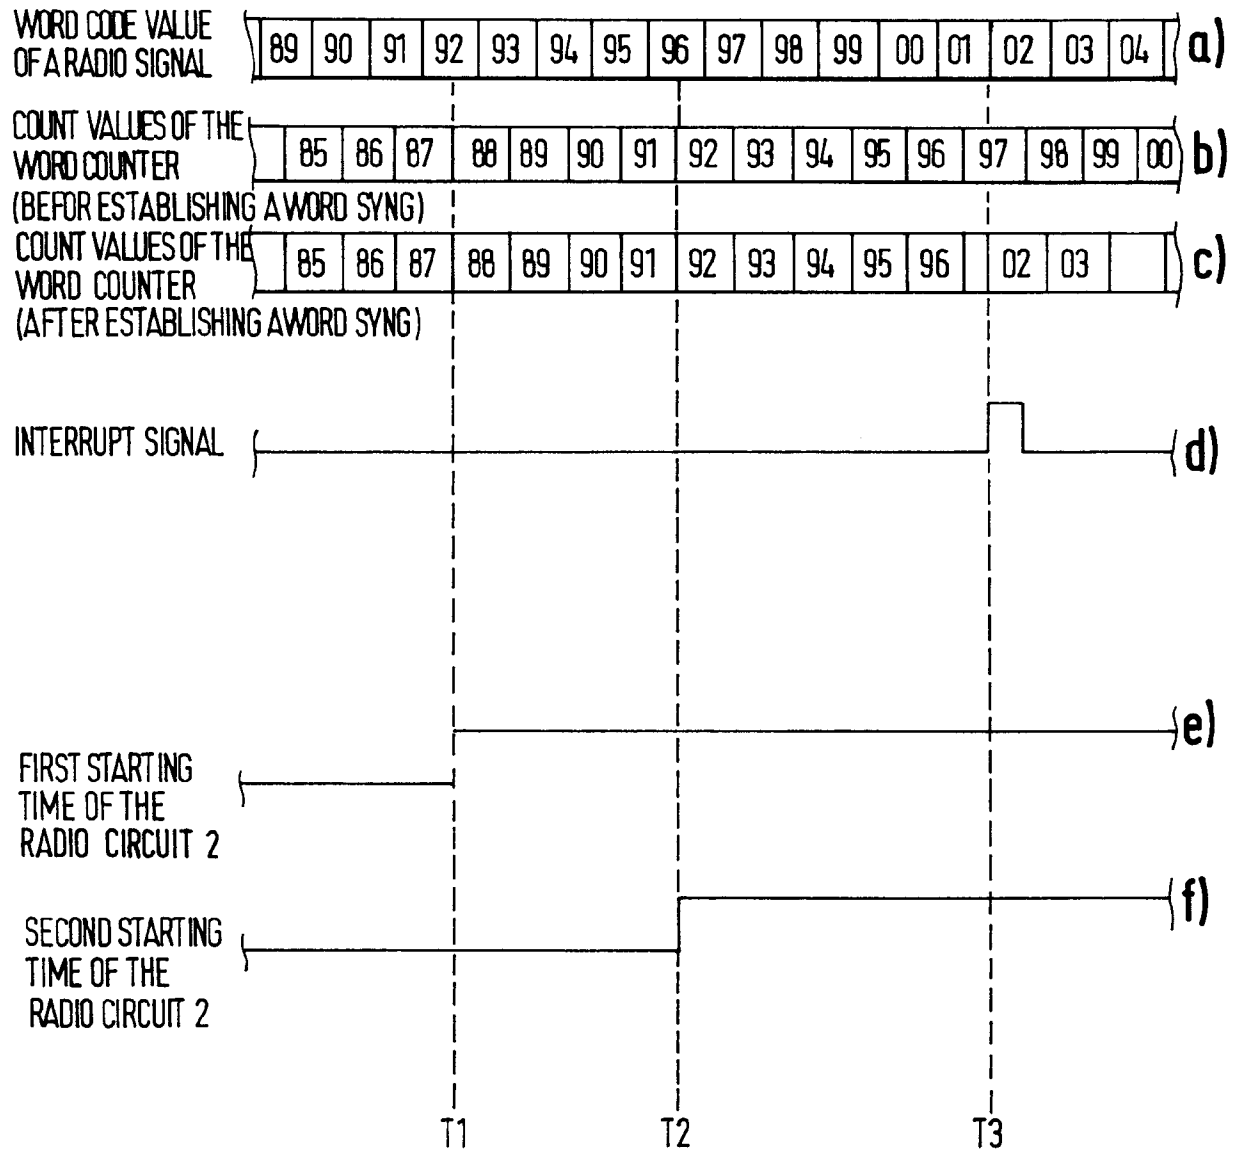 WORD CODE VALUE
OF A RADIO SIGNAL
89 90 91 92 93 94 95 96 97 98 99 00 01 02 03 04
a)
COUNT VALUES OF THE
WORD COUNTER
(BEFOR ESTABLISHING A WORD SYNG)
85 86 87 88 89 90 91 92 93 94 95 96 97 98 99 00
b)
COUNT VALUES OF THE
WORD COUNTER
(AFTER ESTABLISHING A WORD SYNG)
85 86 87 88 89 90 91 92 93 94 95 96 02 03
c)
INTERRUPT SIGNAL
d)
e)
FIRST STARTING
TIME OF THE
RADIO CIRCUIT 2
f)
SECOND STARTING
TIME OF THE
RADIO CIRCUIT 2
T1 T2 T3